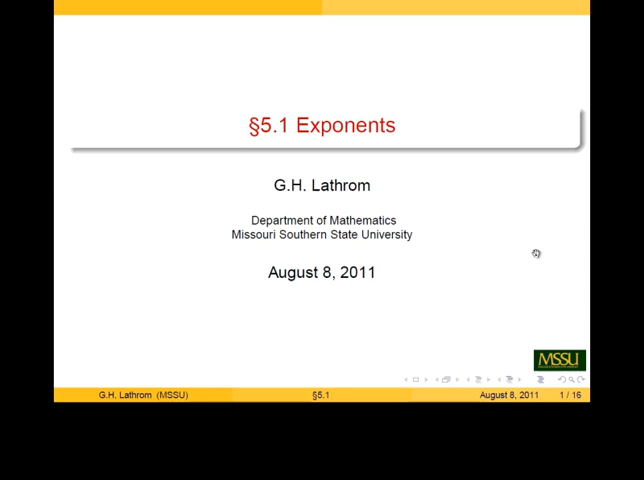 §5.1 Exponents
G.H. Lathrom
Department of Mathematics
Missouri Southern State University
August 8, 2011
MSSU
G.H. Lathrom (MSSU) §5.1 August 8, 2011 1 / 16